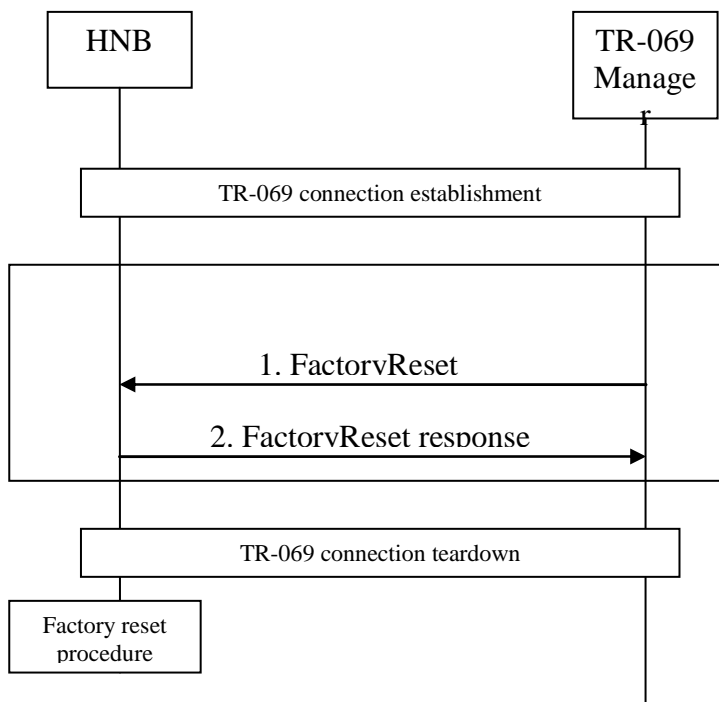 HNB
TR-069
Manage
r
TR-069 connection establishment
1. FactoryReset
2. FactoryReset response
TR-069 connection teardown
Factory reset
procedure